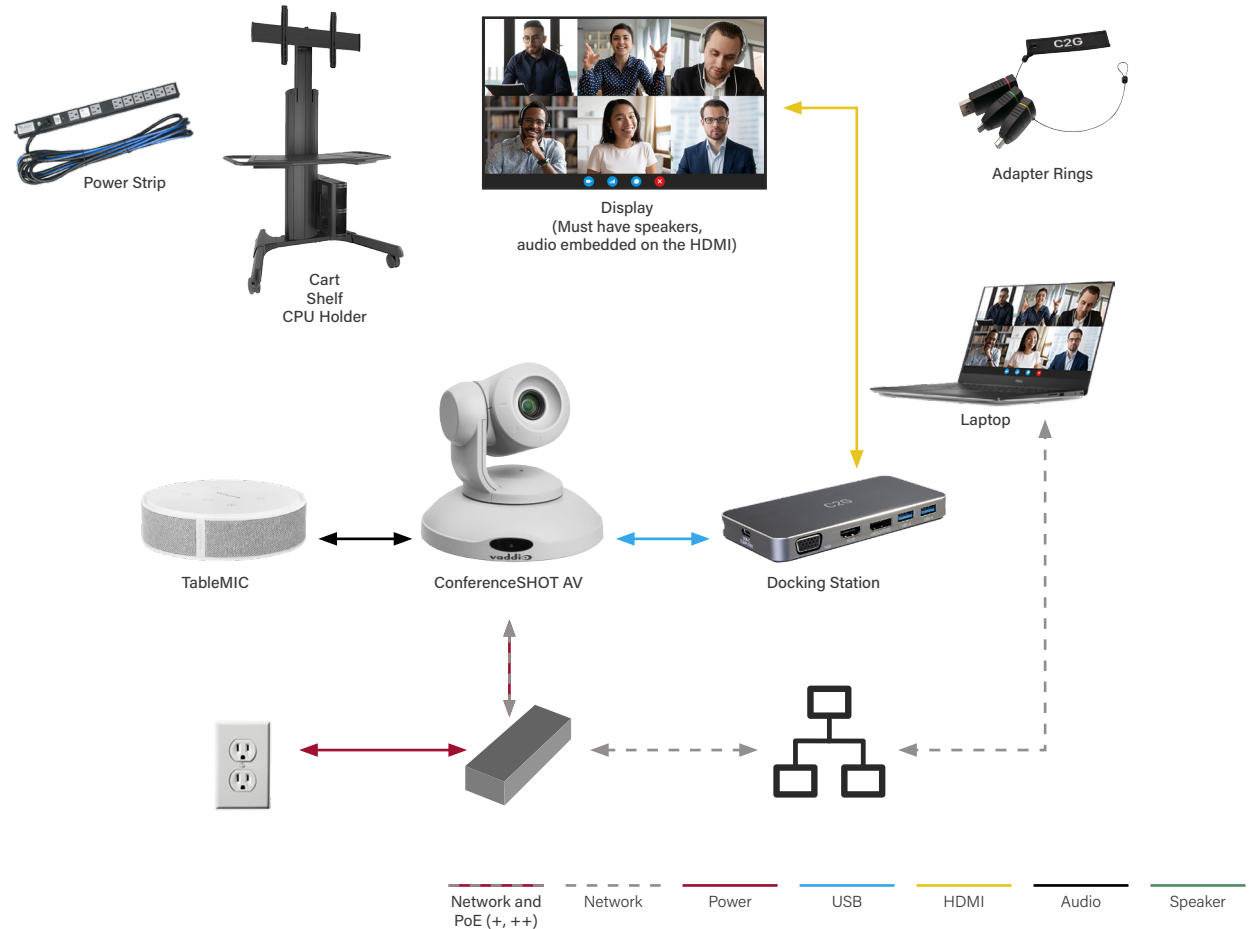 C2G
Power Strip
Adapter Rings
Display
(Must have speakers,
audio embedded on the HDMI)
Cart
Shelf
CPU Holder
Laptop
C2G
vaddio
TableMIC
ConferenceSHOT AV
Docking Station
Network and
PoE (+, ++)
Network
Power
USB
HDMI
Audio
Speaker